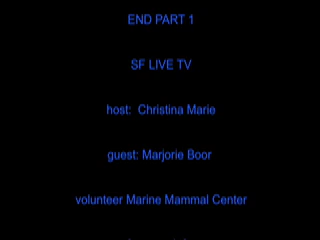 END PART 1
SF LIVE TV
host: Christina Marie
guest: Marjorie Boor
volunteer Marine Mammal Center